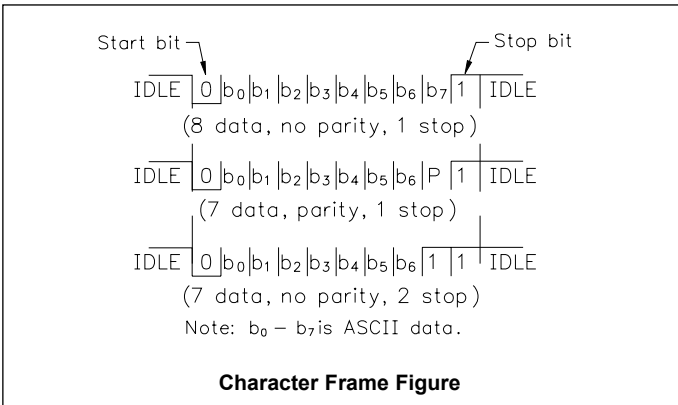 Start bit Stop bit
IDLE 0 b₀ b₁ b₂ b₃ b₄ b₅ b₆ b₇ 1 IDLE
(8 data, no parity, 1 stop)
IDLE 0 b₀ b₁ b₂ b₃ b₄ b₅ b₆ P 1 IDLE
(7 data, parity, 1 stop)
IDLE 0 b₀ b₁ b₂ b₃ b₄ b₅ b₆ 1 1 IDLE
(7 data, no parity, 2 stop)
Note: b₀ – b₇ is ASCII data.
Character Frame Figure